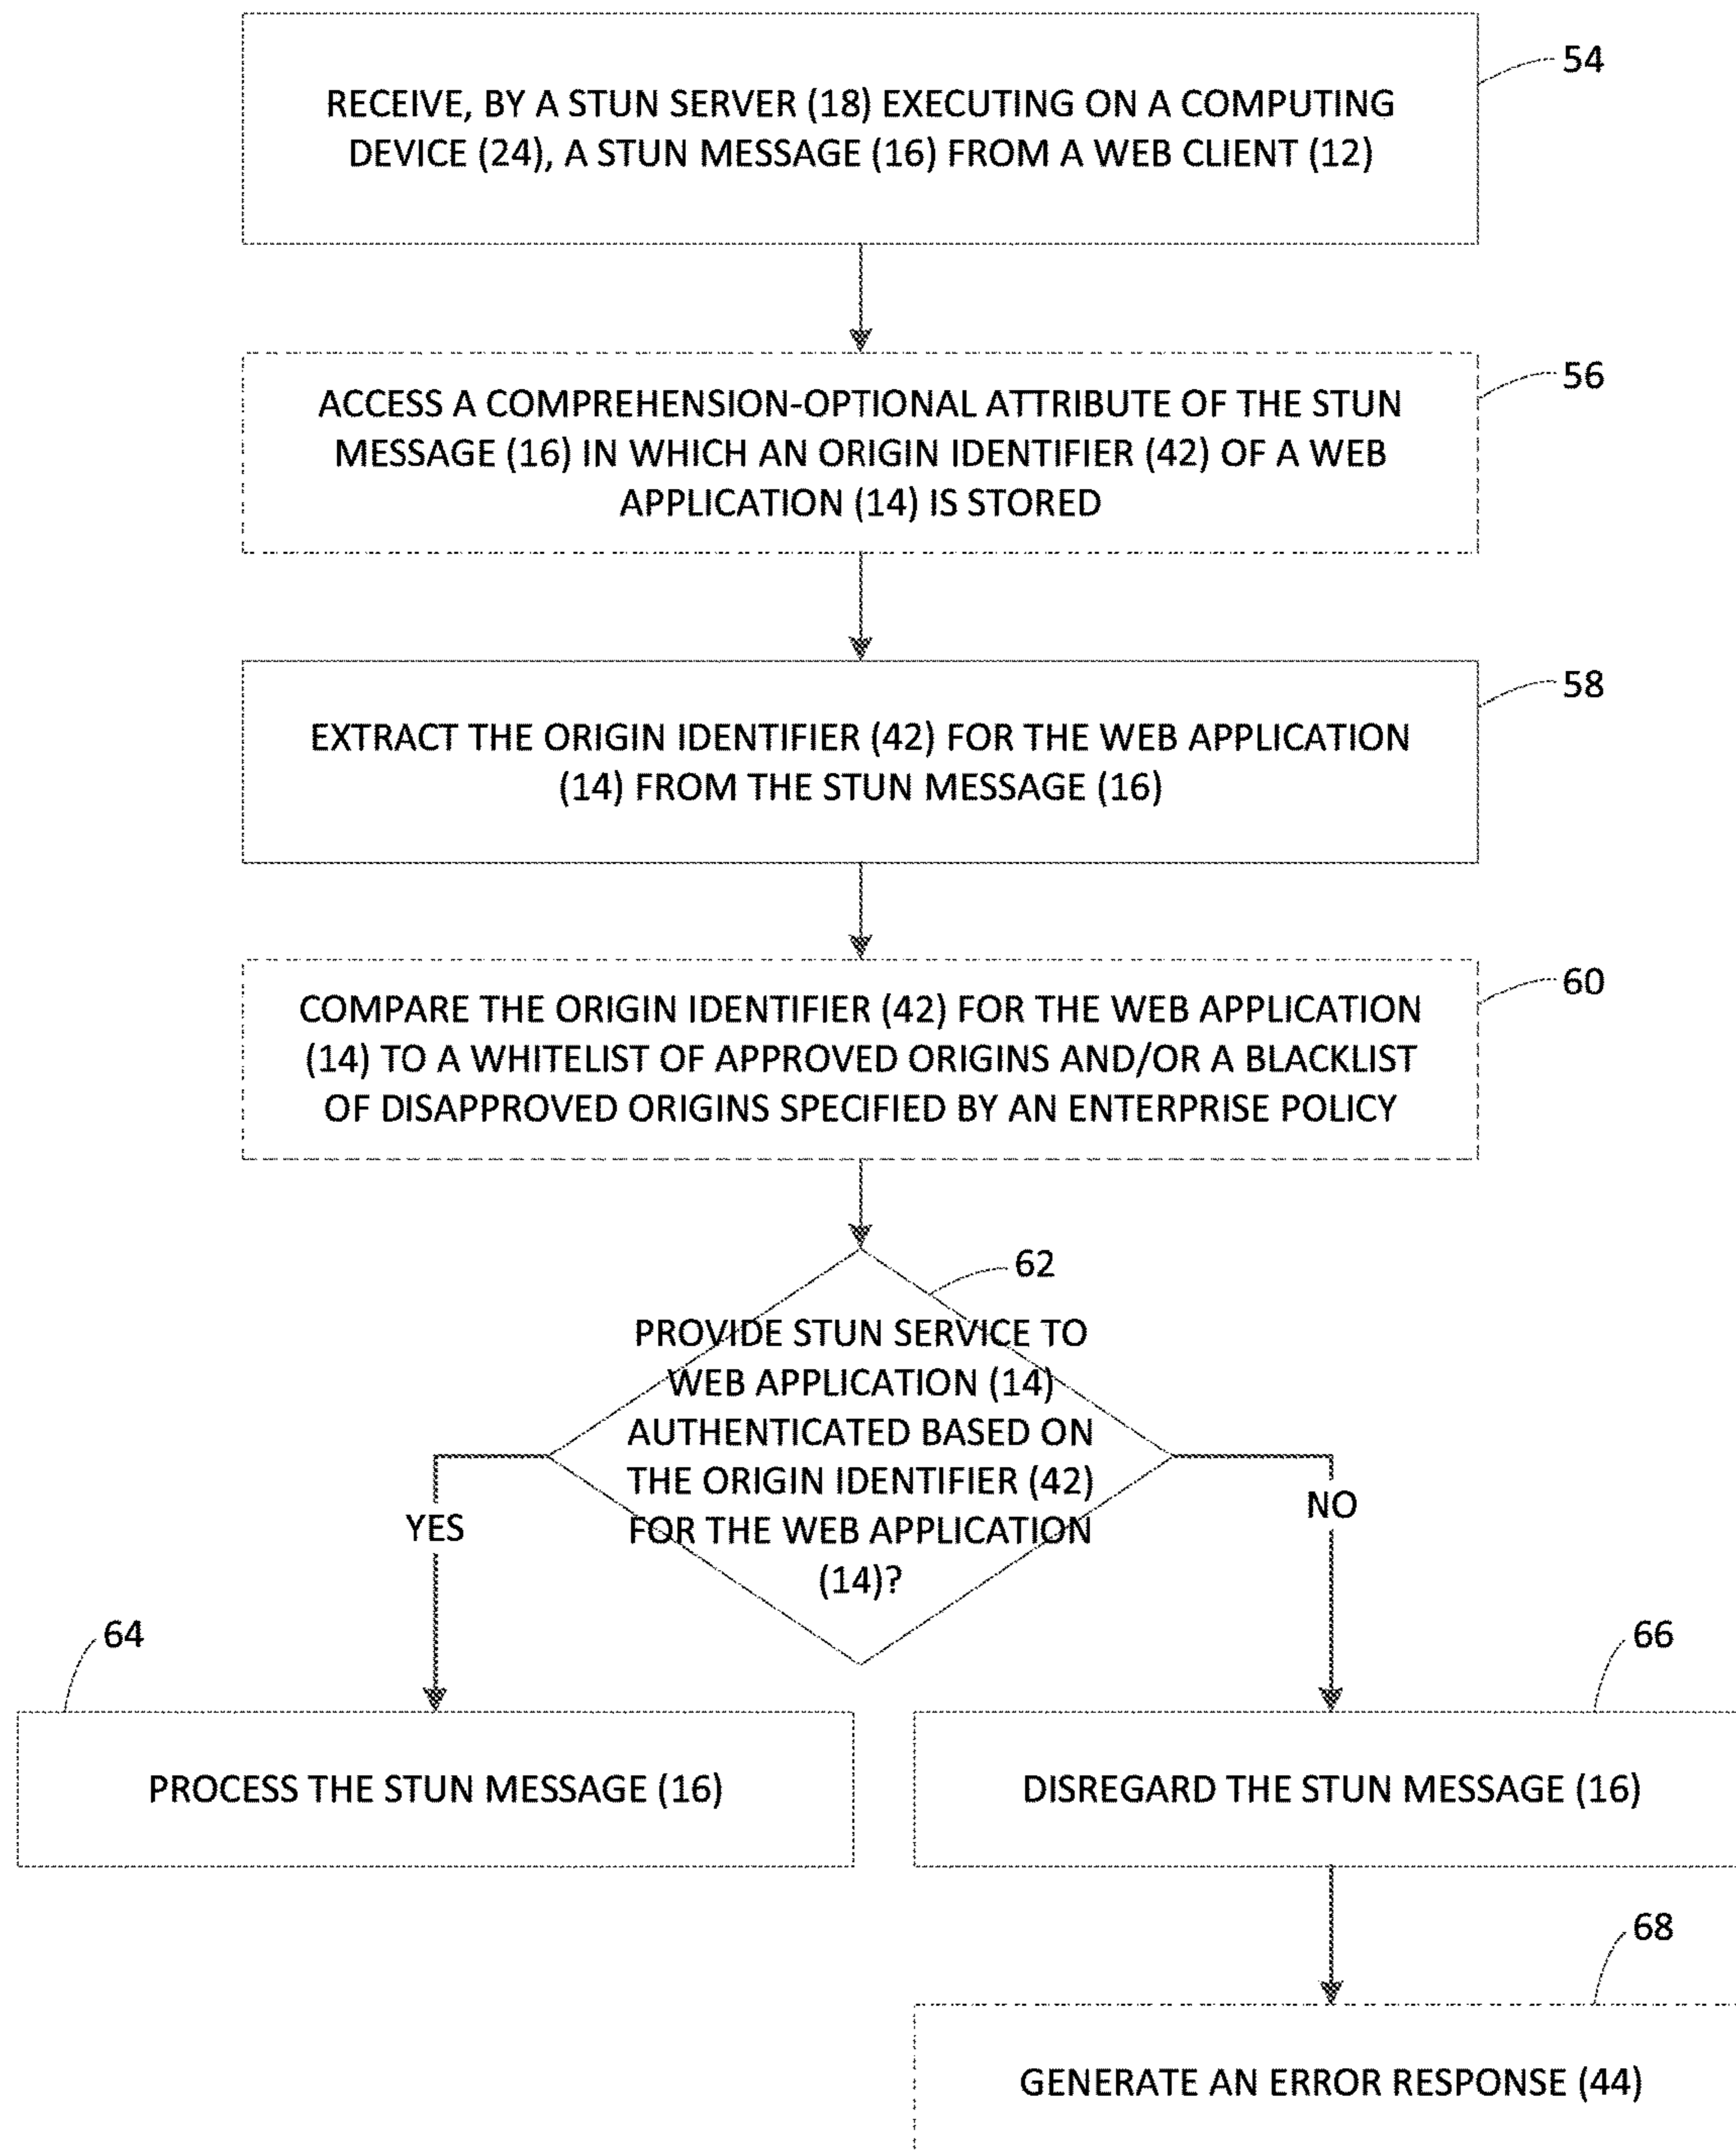 RECEIVE, BY A STUN SERVER (18) EXECUTING ON A COMPUTING
DEVICE (24), A STUN MESSAGE (16) FROM A WEB CLIENT (12)
54
ACCESS A COMPREHENSION-OPTIONAL ATTRIBUTE OF THE STUN
MESSAGE (16) IN WHICH AN ORIGIN IDENTIFIER (42) OF A WEB
APPLICATION (14) IS STORED
56
EXTRACT THE ORIGIN IDENTIFIER (42) FOR THE WEB APPLICATION
(14) FROM THE STUN MESSAGE (16)
58
COMPARE THE ORIGIN IDENTIFIER (42) FOR THE WEB APPLICATION
(14) TO A WHITELIST OF APPROVED ORIGINS AND/OR A BLACKLIST
OF DISAPPROVED ORIGINS SPECIFIED BY AN ENTERPRISE POLICY
60
62
PROVIDE STUN SERVICE TO
WEB APPLICATION (14)
AUTHENTICATED BASED ON
THE ORIGIN IDENTIFIER (42)
FOR THE WEB APPLICATION
(14)?
YES
NO
64
PROCESS THE STUN MESSAGE (16)
66
DISREGARD THE STUN MESSAGE (16)
68
GENERATE AN ERROR RESPONSE (44)